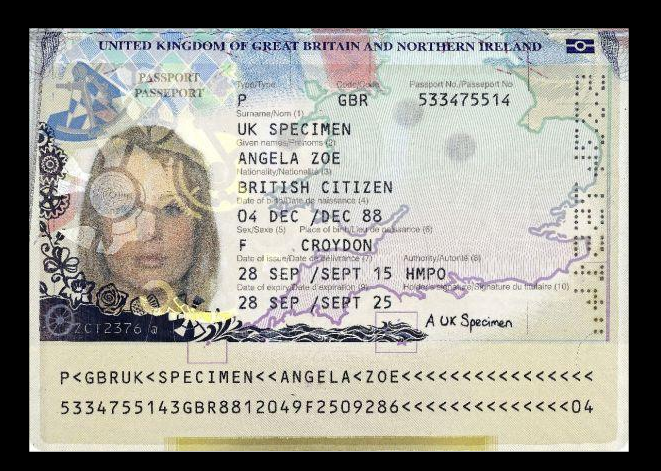 UNITED KINGDOM OF GREAT BRITAIN AND NORTHERN IRELAND
PASSPORT
PASSEPORT
Type/Type Code/Code Passport No./Passeport No
P GBR 533475514
Surname/Nom (1)
UK SPECIMEN
Given names/Prénoms (2)
ANGELA ZOE
Nationality/Nationalité (3)
BRITISH CITIZEN
Date of birth/Date de naissance (4)
04 DEC /DEC 88
Sex/Sexe (5) Place of birth/Lieu de naissance (6)
F CROYDON
Date of issue/Date de délivrance (7) Authority/Autorité (8)
28 SEP /SEPT 15 HMPO
Date of expiry/Date d'expiration (9) Holder's signature/Signature du titulaire (10)
28 SEP /SEPT 25
A UK Specimen
P<GBRUK<SPECIMEN<<ANGELA<ZOE<<<<<<<<<<<<<<<<
5334755143GBR8812049F2509286<<<<<<<<<<<<<<04